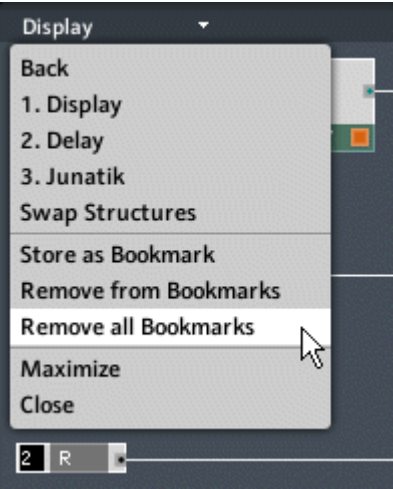 Display
Back
1. Display
2. Delay
3. Junatik
Swap Structures
Store as Bookmark
Remove from Bookmarks
Remove all Bookmarks
Maximize
Close
2 R